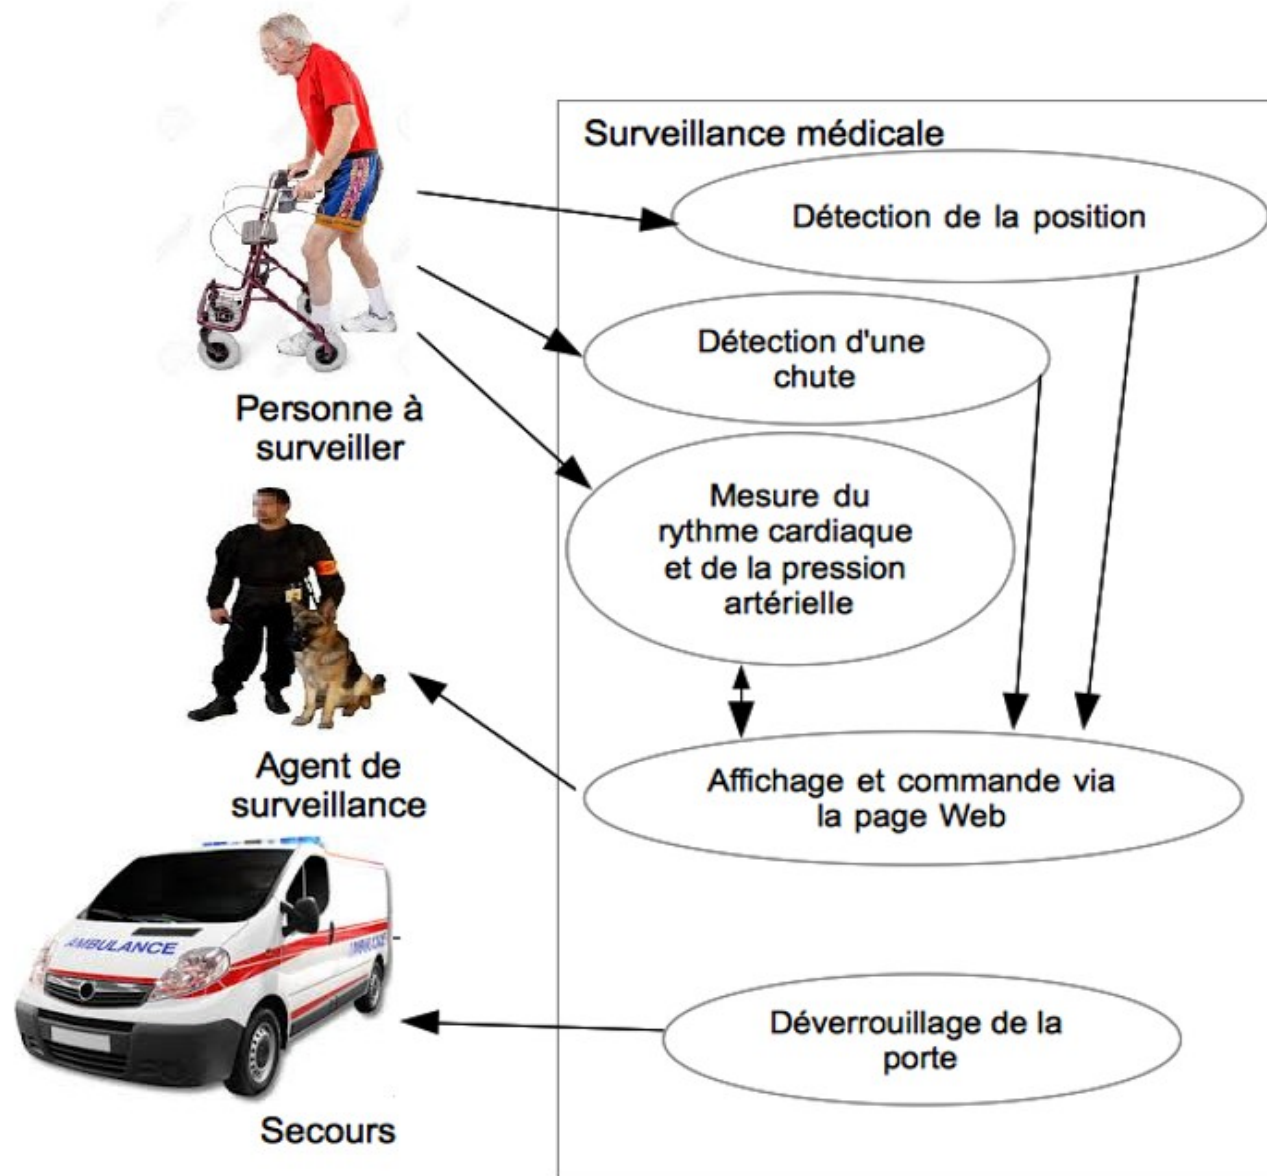 Surveillance médicale
Détection de la position
Détection d'une
chute
Personne à
surveiller
Mesure du
rythme cardiaque
et de la pression
artérielle
Agent de
surveillance
Affichage et commande via
la page Web
AMBULANCE
Déverrouillage de la
porte
Secours